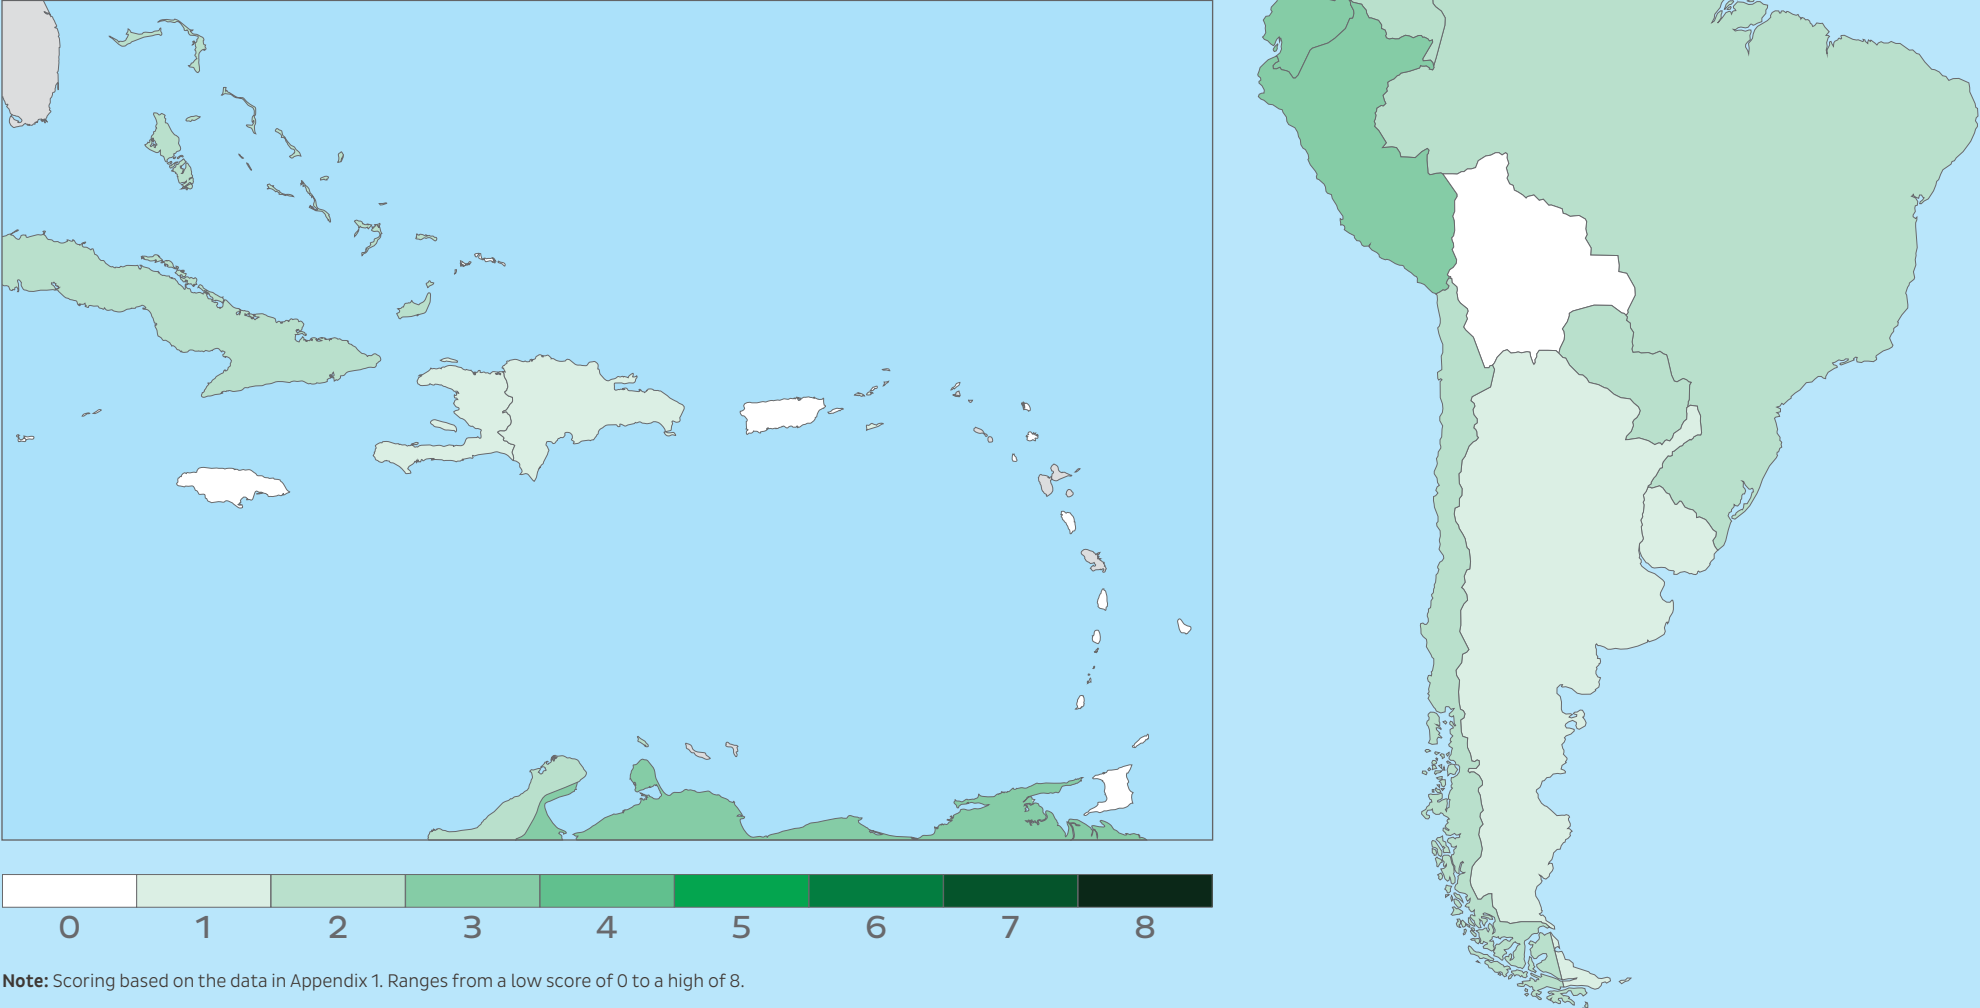 0 1 2 3 4 5 6 7 8
Note: Scoring based on the data in Appendix 1. Ranges from a low score of 0 to a high of 8.